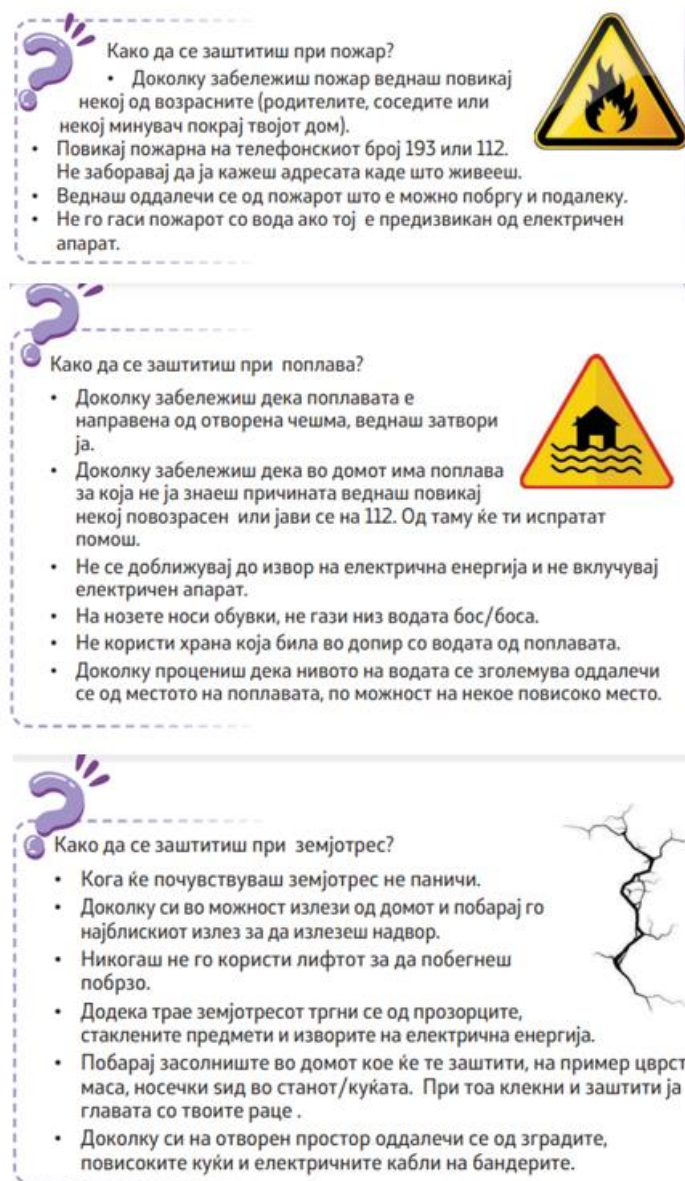 Како да се заштитиш при пожар?
• Доколку забележиш пожар веднаш повикај
некој од возрасните (родителите, соседите или
некој минувач покрај твојот дом).
• Повикај пожарна на телефонскиот број 193 или 112.
Не заборавај да ја кажеш адресата каде што живееш.
• Веднаш оддалечи се од пожарот што е можно побргу и подалеку.
• Не го гаси пожарот со вода ако тој е предизвикан од електричен
апарат.
Како да се заштитиш при поплава?
• Доколку забележиш дека поплавата е
направена од отворена чешма, веднаш затвори
ја.
• Доколку забележиш дека во домот има поплава
за која не ја знаеш причината веднаш повикај
некој повозрасен или јави се на 112. Од таму ќе ти испратат
помош.
• Не се доближувај до извор на електрична енергија и не вклучувај
електричен апарат.
• На нозете носи обувки, не гази низ водата бос/боса.
• Не користи храна која била во допир со водата од поплавата.
• Доколку процениш дека нивото на водата се зголемува оддалечи
се од местото на поплавата, по можност на некое повисоко место.
Како да се заштитиш при земјотрес?
• Кога ќе почувствуваш земјотрес не паничи.
• Доколку си во можност излези од домот и побарај го
најблискиот излез за да излезеш надвор.
• Никогаш не го користи лифтот за да побегнеш
побрзо.
• Додека трае земјотресот тргни се од прозорците,
стаклените предмети и изворите на електрична енергија.
• Побарај засолниште во домот кое ќе те заштити, на пример цврст
маса, носечки ѕид во станот/куќата. При тоа клекни и заштити ја
главата со твоите раце .
• Доколку си на отворен простор оддалечи се од зградите,
повисоките куќи и електричните кабли на бандерите.